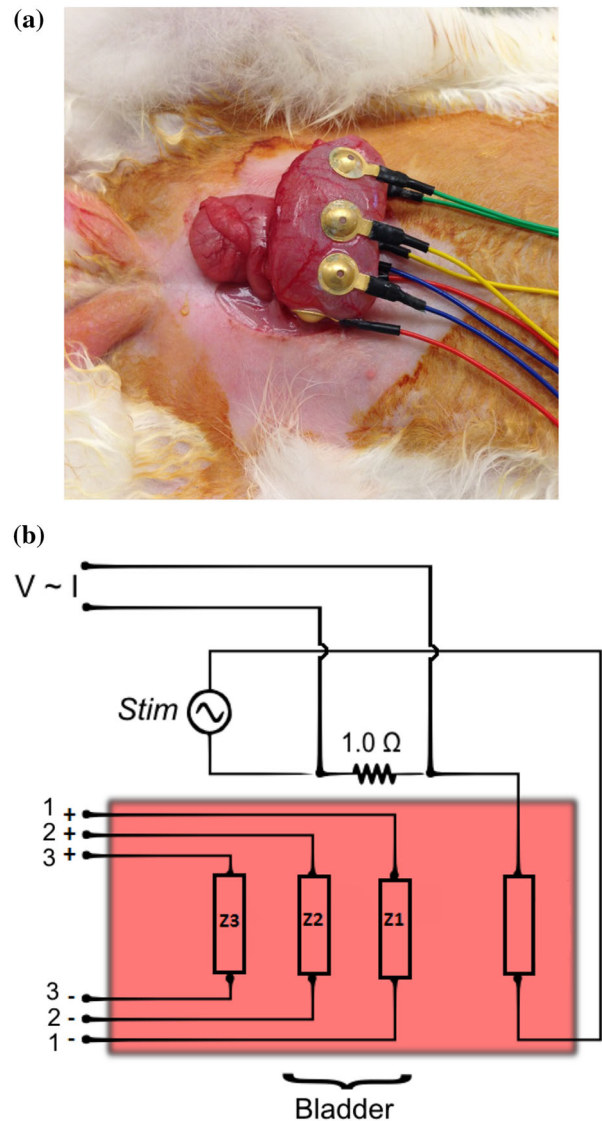 (a)
(b)
V ~ I
Stim
1.0 Ω
1 +
2 +
3 +
Z3 Z2 Z1
3 -
2 -
1 -
Bladder